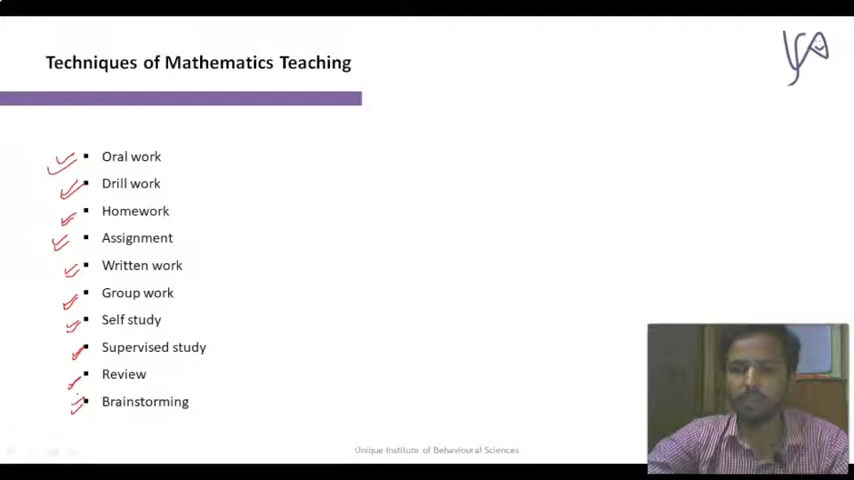 Techniques of Mathematics Teaching
Oral work
Drill work
Homework
Assignment
Written work
Group work
Self study
Supervised study
Review
Brainstorming
Unique Institute of Behavioural Sciences